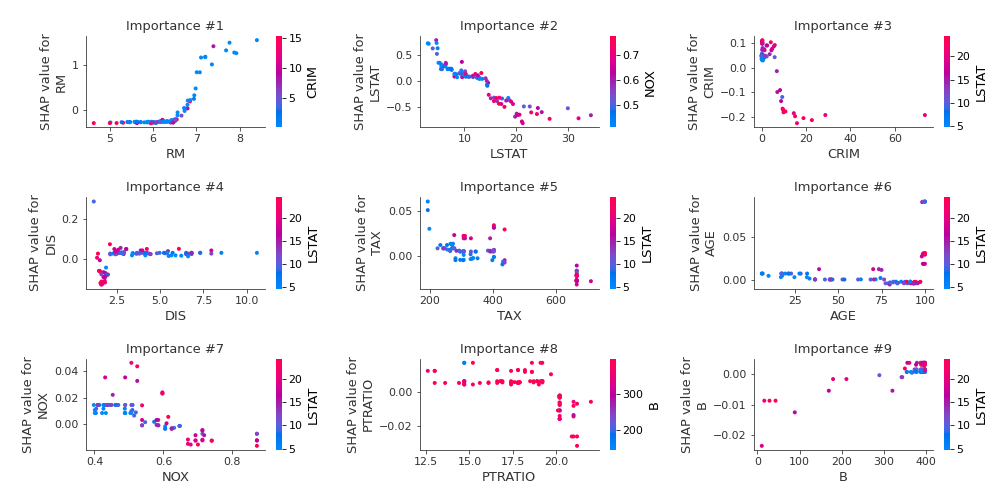 Importance #1
SHAP value for
RM
1
0
5
6
7
8
RM
15
10
5
CRIM
Importance #2
SHAP value for
LSTAT
0.5
0.0
−0.5
10
20
30
LSTAT
0.7
0.6
0.5
NOX
Importance #3
SHAP value for
CRIM
0.1
0.0
−0.1
−0.2
0
20
40
60
CRIM
20
15
10
5
LSTAT
Importance #4
SHAP value for
DIS
0.2
0.0
2.5
5.0
7.5
10.0
DIS
20
15
10
5
LSTAT
Importance #5
SHAP value for
TAX
0.05
0.00
200
400
600
TAX
20
15
10
5
LSTAT
Importance #6
SHAP value for
AGE
0.05
0.00
25
50
75
100
AGE
20
15
10
5
LSTAT
Importance #7
SHAP value for
NOX
0.04
0.02
0.00
0.4
0.6
0.8
NOX
20
15
10
5
LSTAT
Importance #8
SHAP value for
PTRATIO
0.00
−0.02
12.5
15.0
17.5
20.0
PTRATIO
300
200
B
Importance #9
SHAP value for
B
0.00
−0.01
−0.02
0
100
200
300
400
B
20
15
10
5
LSTAT